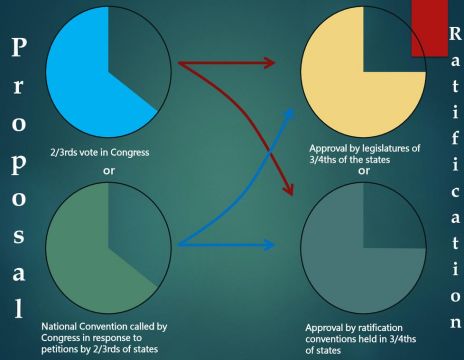 Proposal
2/3rds vote in Congress
or
National Convention called by
Congress in response to
petitions by 2/3rds of states
Approval by legislatures of
3/4ths of the states
or
Approval by ratification
conventions held in 3/4ths
of states
Ratification